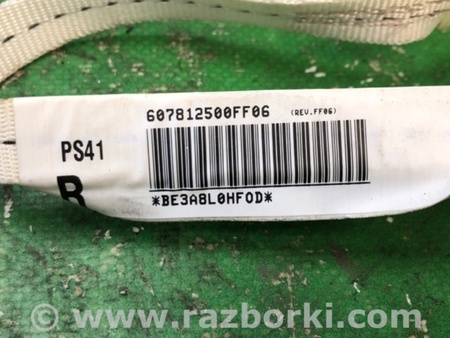 607812500FF06 (REV.FF06)
PS41
R
*BE3A8L0HFOD*
© www.razborki.com